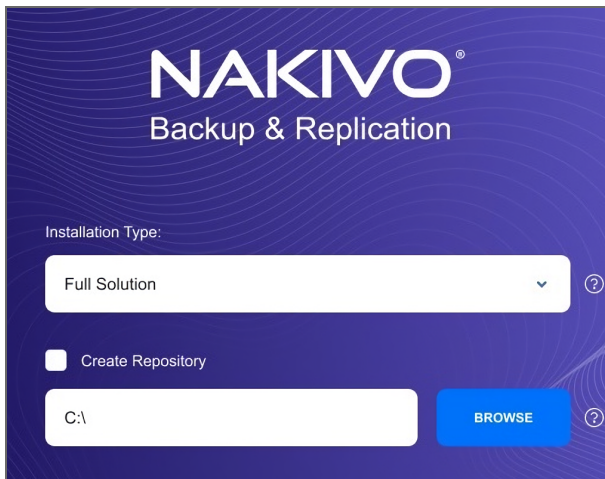 NAKIVO®
Backup & Replication
Installation Type:
Full Solution
?
Create Repository
C:\
BROWSE
?